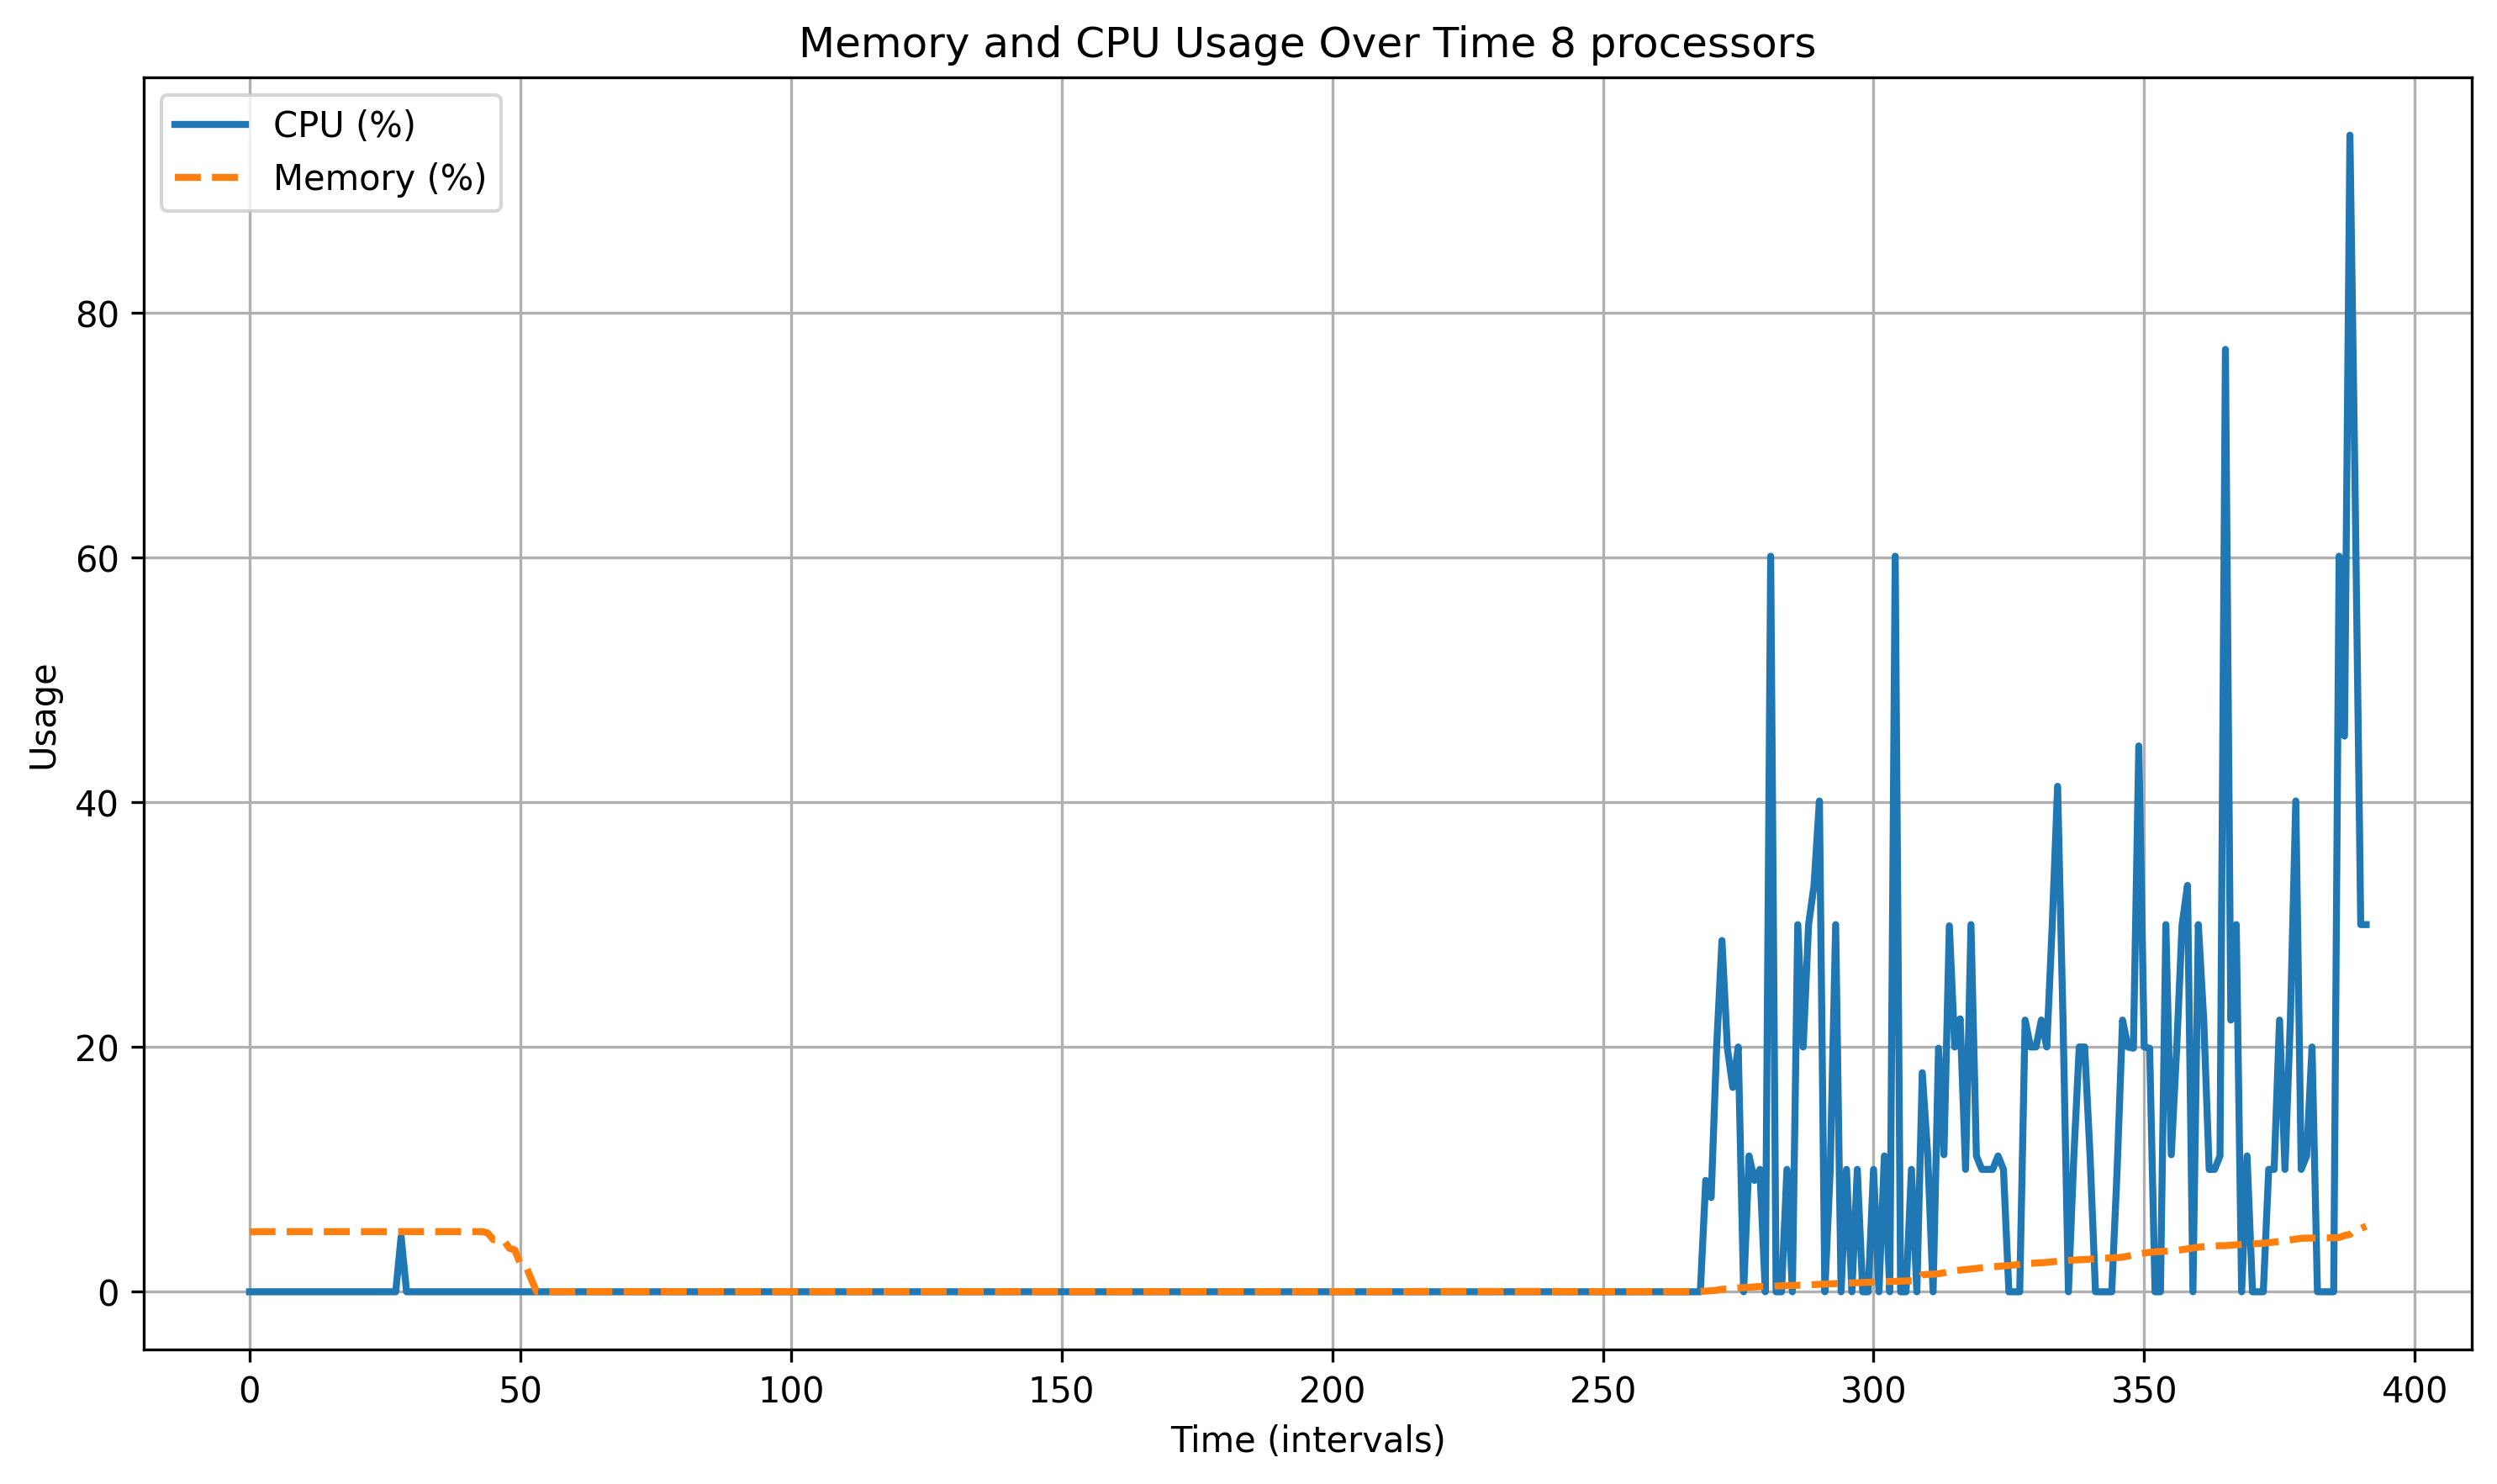 Memory and CPU Usage Over Time 8 processors
CPU (%)
Memory (%)
Usage
80
60
40
20
0
0 50 100 150 200 250 300 350 400
Time (intervals)